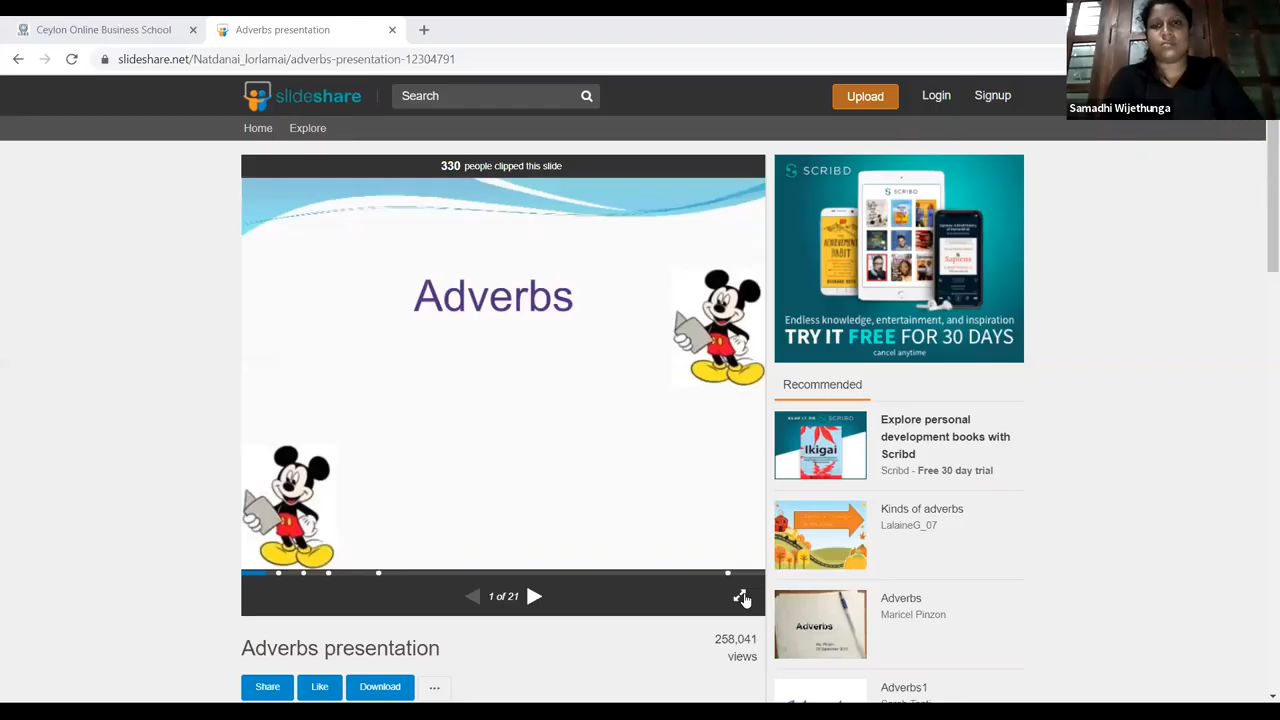 Ceylon Online Business School
Adverbs presentation
slideshare.net/Natdanai_lorlamai/adverbs-presentation-12304791
Samadhi Wijethunga
slideshare
Search
Upload
Login
Signup
Home
Explore
330 people clipped this slide
Adverbs
1 of 21
Adverbs presentation
258,041
views
Share
Like
Download
...
SCRIBD
SCRIBD
Endless knowledge, entertainment, and inspiration
TRY IT FREE FOR 30 DAYS
cancel anytime
Recommended
Ikigai
Explore personal
development books with
Scribd
Scribd - Free 30 day trial
Kinds of adverbs
LalaineG_07
Adverbs
Adverbs
Maricel Pinzon
Adverbs1